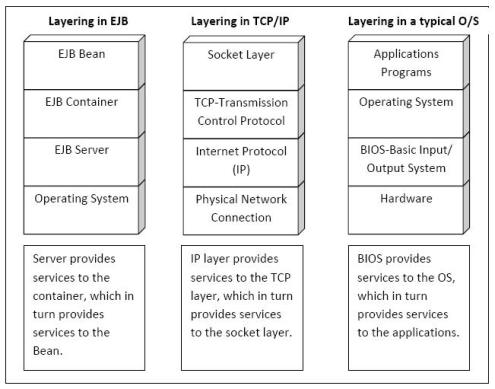 Layering in EJB
EJB Bean
EJB Container
EJB Server
Operating System
Server provides
services to the
container, which in
turn provides
services to the
Bean.
Layering in TCP/IP
Socket Layer
TCP-Transmission
Control Protocol
Internet Protocol
(IP)
Physical Network
Connection
IP layer provides
services to the TCP
layer, which in turn
provides services
to the socket layer.
Layering in a typical O/S
Applications
Programs
Operating System
BIOS-Basic Input/
Output System
Hardware
BIOS provides
services to the OS,
which in turn
provides services
to the applications.